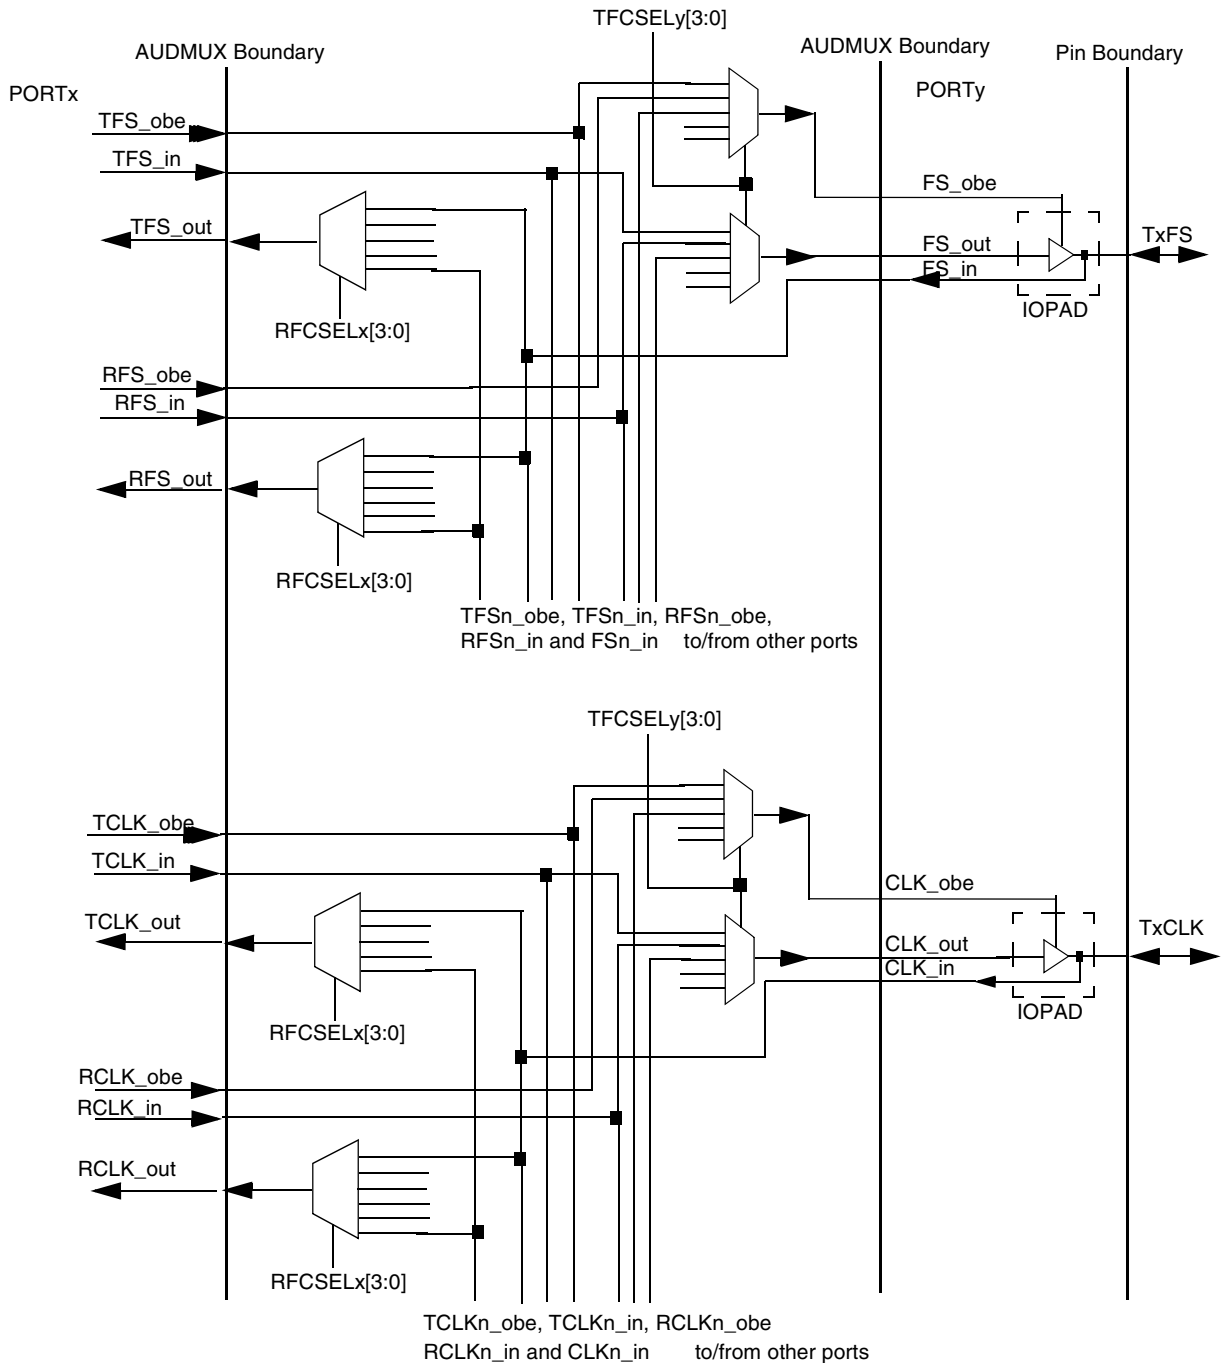 TFCSELy[3:0]
AUDMUX Boundary
AUDMUX Boundary
Pin Boundary
PORTx
PORTy
TFS_obe
TFS_in
FS_obe
TFS_out
TxFS
FS_out
FS_in
IOPAD
RFCSELx[3:0]
RFS_obe
RFS_in
RFS_out
RFCSELx[3:0]
TFSn_obe, TFSn_in, RFSn_obe,
RFSn_in and FSn_in to/from other ports
TFCSELy[3:0]
TCLK_obe
TCLK_in
CLK_obe
TCLK_out
TxCLK
CLK_out
CLK_in
IOPAD
RFCSELx[3:0]
RCLK_obe
RCLK_in
RCLK_out
RFCSELx[3:0]
TCLKn_obe, TCLKn_in, RCLKn_obe
RCLKn_in and CLKn_in to/from other ports